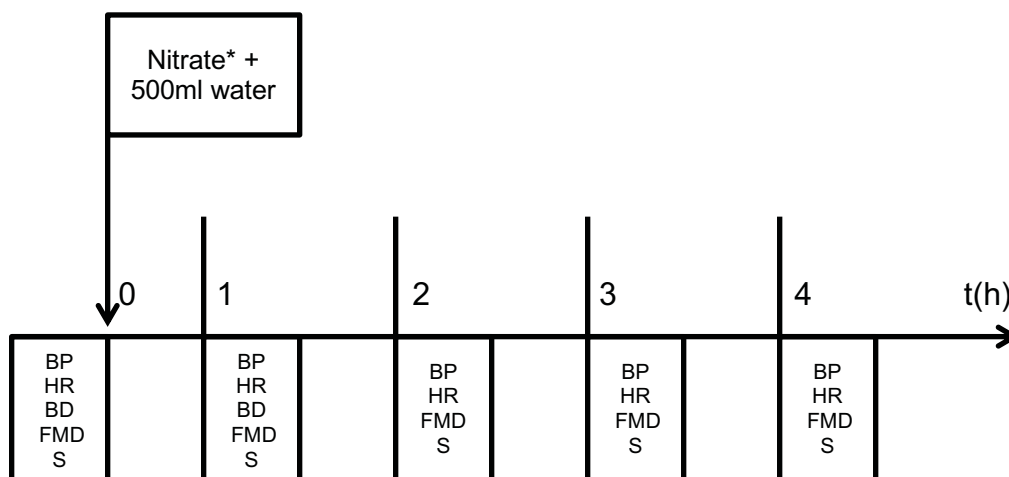 Nitrate* +
500ml water
0
1
2
3
4
t(h)
BP
HR
BD
FMD
S
BP
HR
BD
FMD
S
BP
HR
FMD
S
BP
HR
FMD
S
BP
HR
FMD
S